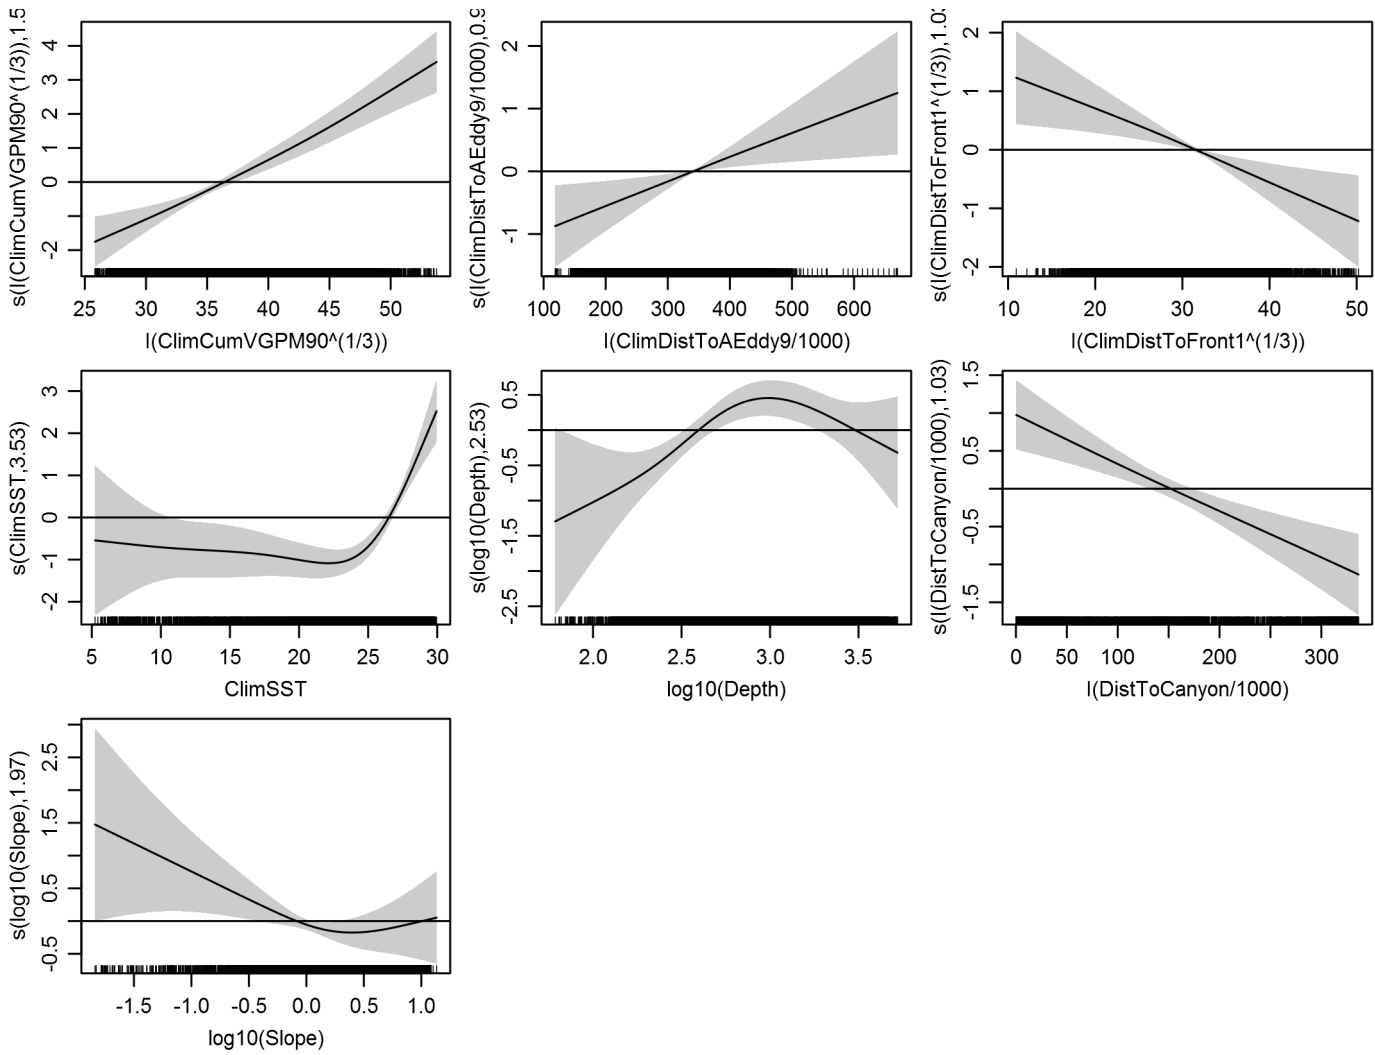 s(I(ClimCumVGPM90^(1/3)),1.5
-2 0 1 2 3 4
25 30 35 40 45 50
I(ClimCumVGPM90^(1/3))
s(I(ClimDistToAEddy9/1000),0.9
-1 0 1 2
100 200 300 400 500 600
I(ClimDistToAEddy9/1000)
s(I(ClimDistToFront1^(1/3)),1.03
-2 -1 0 1 2
10 20 30 40 50
I(ClimDistToFront1^(1/3))
s(ClimSST,3.53)
-2 -1 0 1 2 3
5 10 15 20 25 30
ClimSST
s(log10(Depth),2.53)
-2.5 -1.5 -0.5 0.5
2.0 2.5 3.0 3.5
log10(Depth)
s(I(DistToCanyon/1000),1.03)
-1.5 -0.5 0.5 1.5
0 50 100 200 300
I(DistToCanyon/1000)
s(log10(Slope),1.97)
-0.5 0.5 1.5 2.5
-1.5 -1.0 -0.5 0.0 0.5 1.0
log10(Slope)